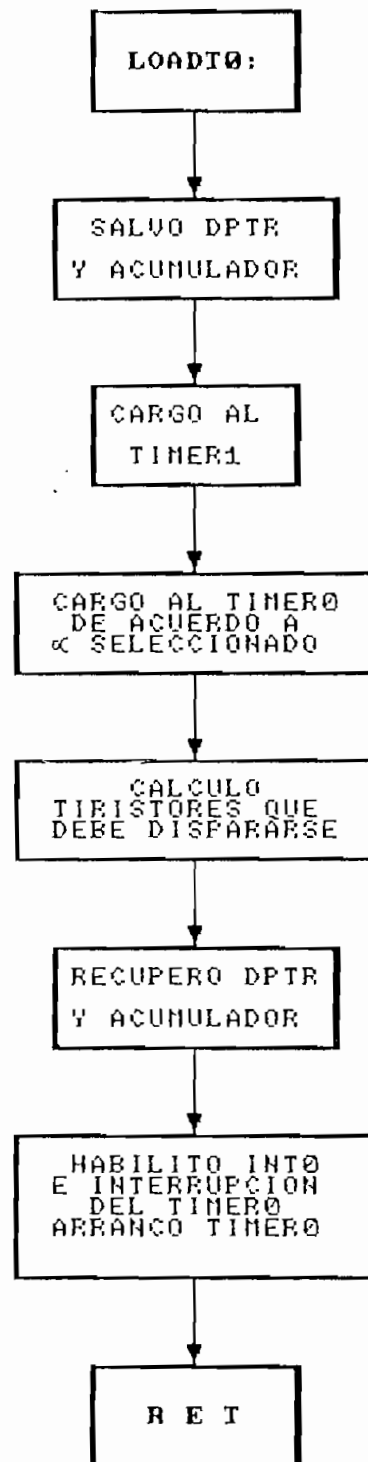 LOADT0:
SALVO DPTR
Y ACUMULADOR
CARGO AL
TIMER1
CARGO AL TIMER0
DE ACUERDO A
∝ SELECCIONADO
CALCULO
TIRISTORES QUE
DEBE DISPARARSE
RECUPERO DPTR
Y ACUMULADOR
HABILITO INT0
E INTERRUPCION
DEL TIMER0
ARRANCO TIMER0
R E T